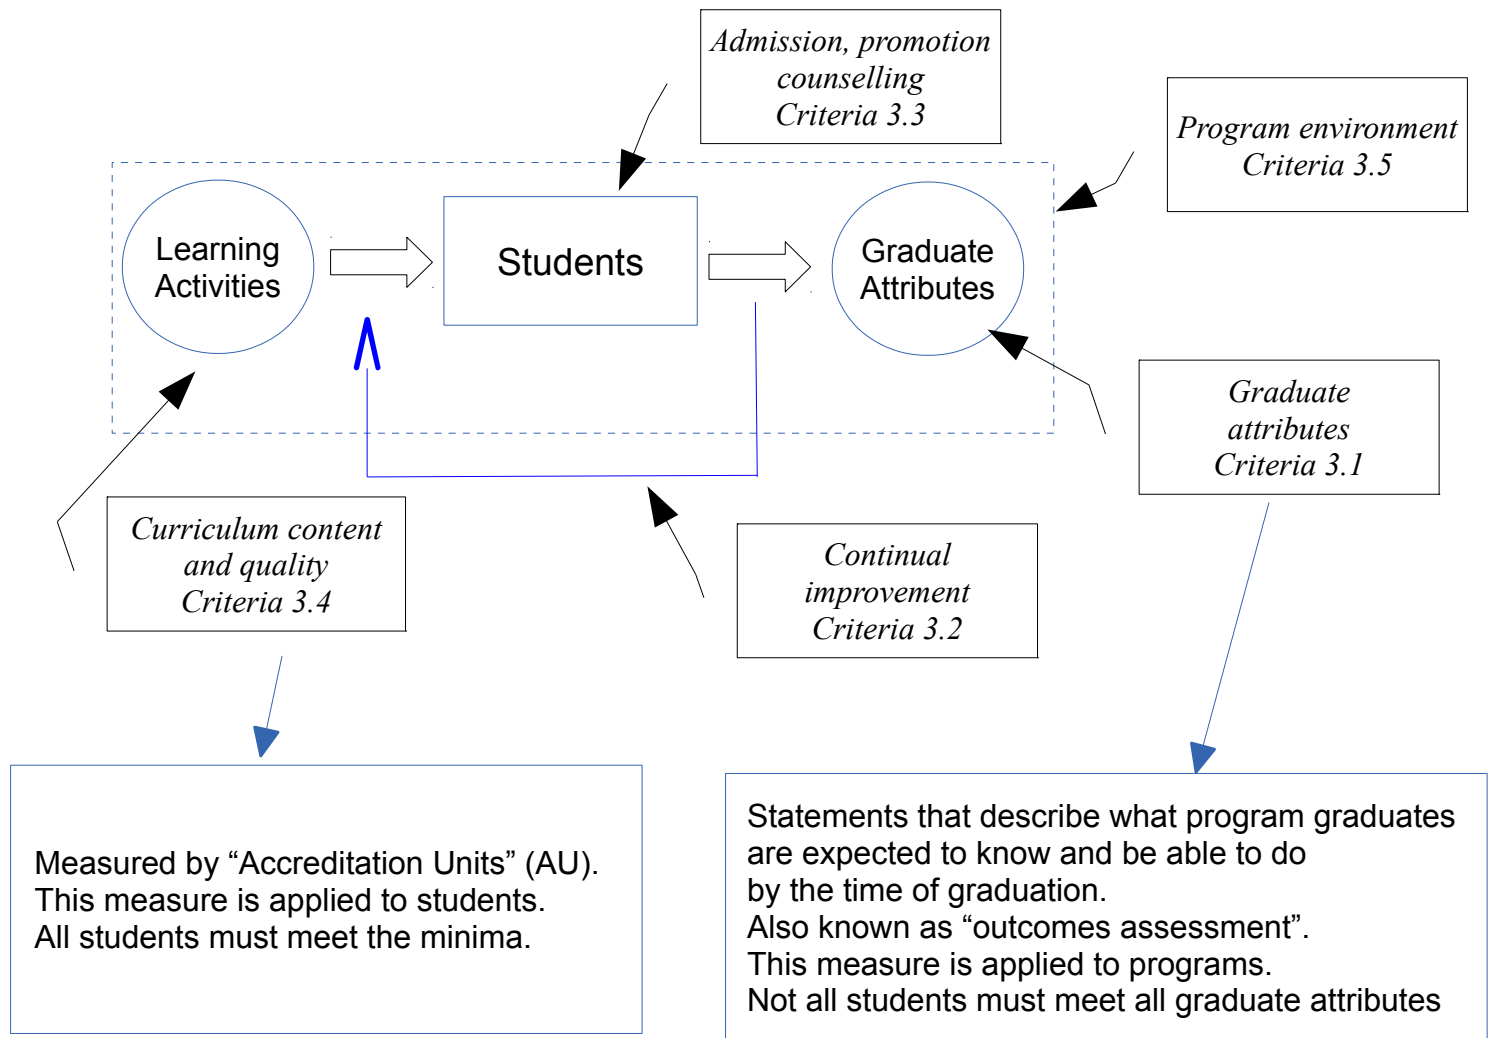 Admission, promotion
counselling
Criteria 3.3
Program environment
Criteria 3.5
Learning
Activities
Students
Graduate
Attributes
Graduate
attributes
Criteria 3.1
Curriculum content
and quality
Criteria 3.4
Continual
improvement
Criteria 3.2
Measured by “Accreditation Units” (AU).
This measure is applied to students.
All students must meet the minima.
Statements that describe what program graduates
are expected to know and be able to do
by the time of graduation.
Also known as “outcomes assessment”.
This measure is applied to programs.
Not all students must meet all graduate attributes